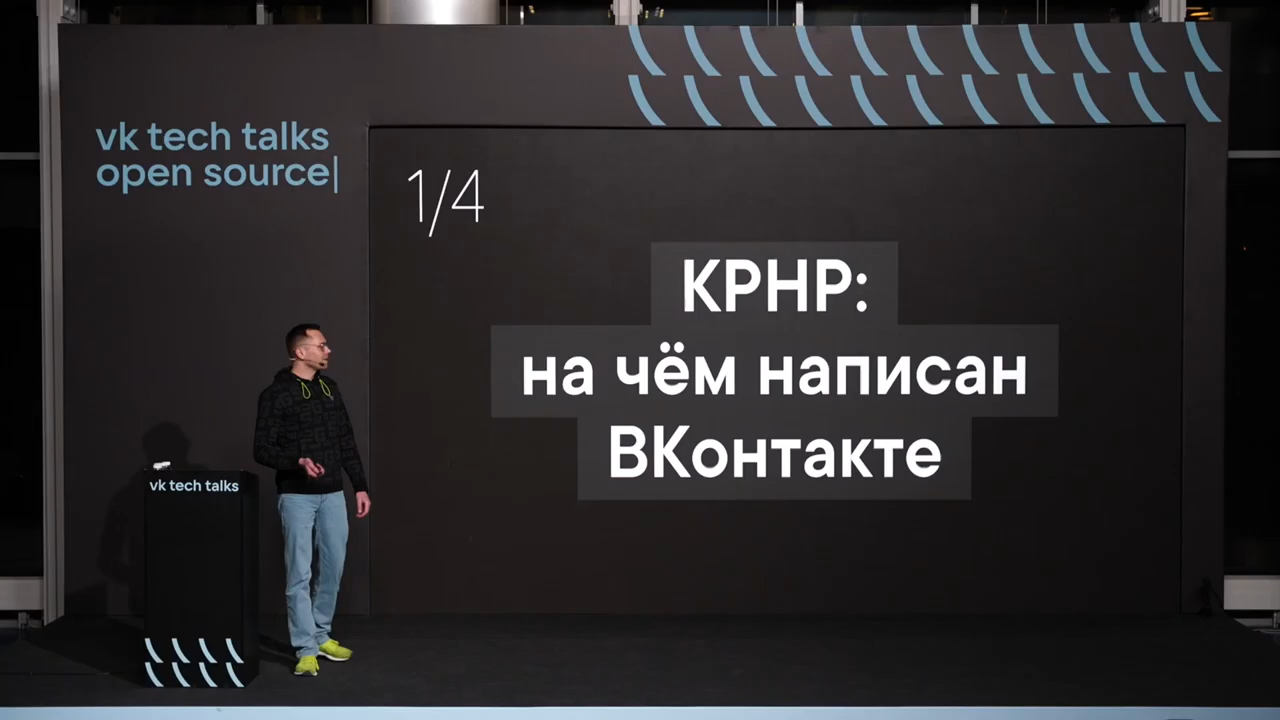 vk tech talks
open source|
1/4
KPHP:
на чём написан
ВКонтакте
vk tech talks